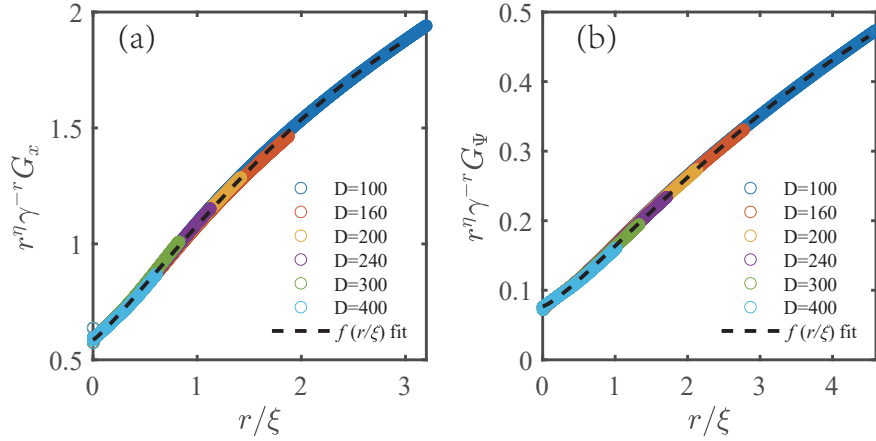 (a)
2
1.5
1
0.5
r^η γ^{-r} G_x
D=100
D=160
D=200
D=240
D=300
D=400
f (r/ξ) fit
0 1 2 3
r/ξ
(b)
0.5
0.4
0.3
0.2
0.1
0
r^η γ^{-r} G_Ψ
D=100
D=160
D=200
D=240
D=300
D=400
f (r/ξ) fit
0 1 2 3 4
r/ξ